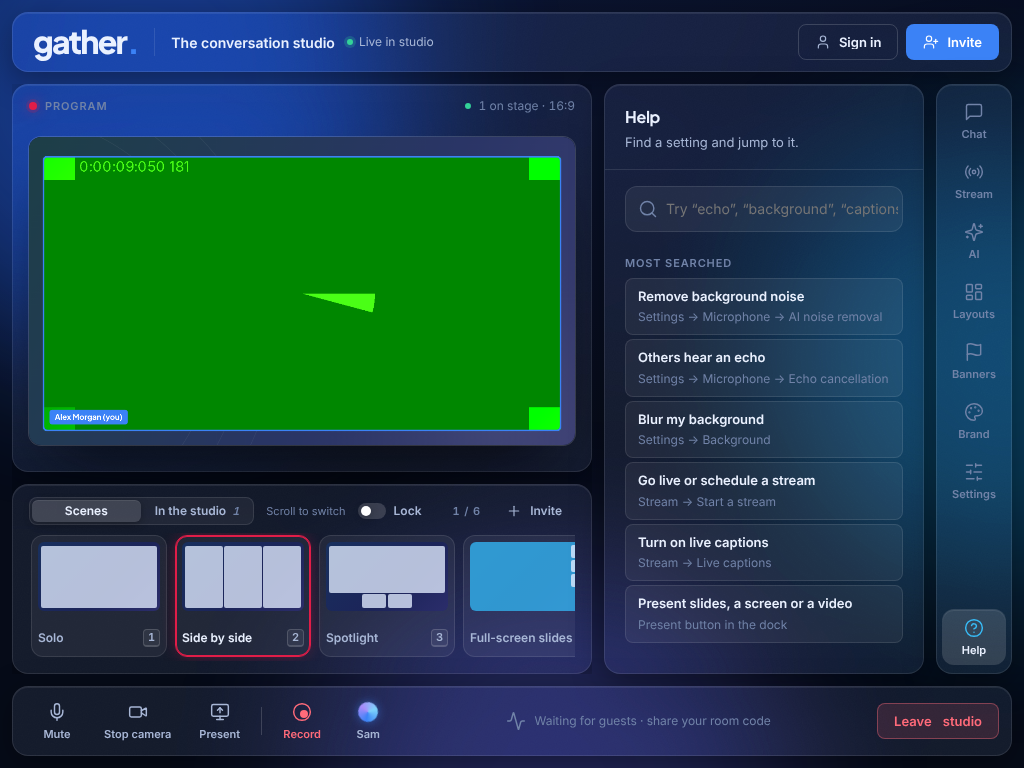 gather.
The conversation studio
Live in studio
Sign in
Invite
PROGRAM
1 on stage · 16:9
0:00:09:050 181
Alex Morgan (you)
Scenes
In the studio 1
Scroll to switch
Lock
1 / 6
Invite
Solo 1
Side by side 2
Spotlight 3
Full-screen slides
Help
Find a setting and jump to it.
Try “echo”, “background”, “captions
MOST SEARCHED
Remove background noise
Settings → Microphone → AI noise removal
Others hear an echo
Settings → Microphone → Echo cancellation
Blur my background
Settings → Background
Go live or schedule a stream
Stream → Start a stream
Turn on live captions
Stream → Live captions
Present slides, a screen or a video
Present button in the dock
Chat
Stream
AI
Layouts
Banners
Brand
Settings
Help
Mute
Stop camera
Present
Record
Sam
Waiting for guests · share your room code
Leave studio